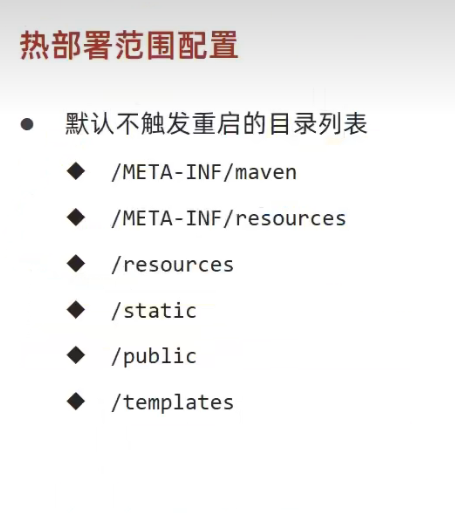 热部署范围配置
● 默认不触发重启的目录列表
◆ /META-INF/maven
◆ /META-INF/resources
◆ /resources
◆ /static
◆ /public
◆ /templates